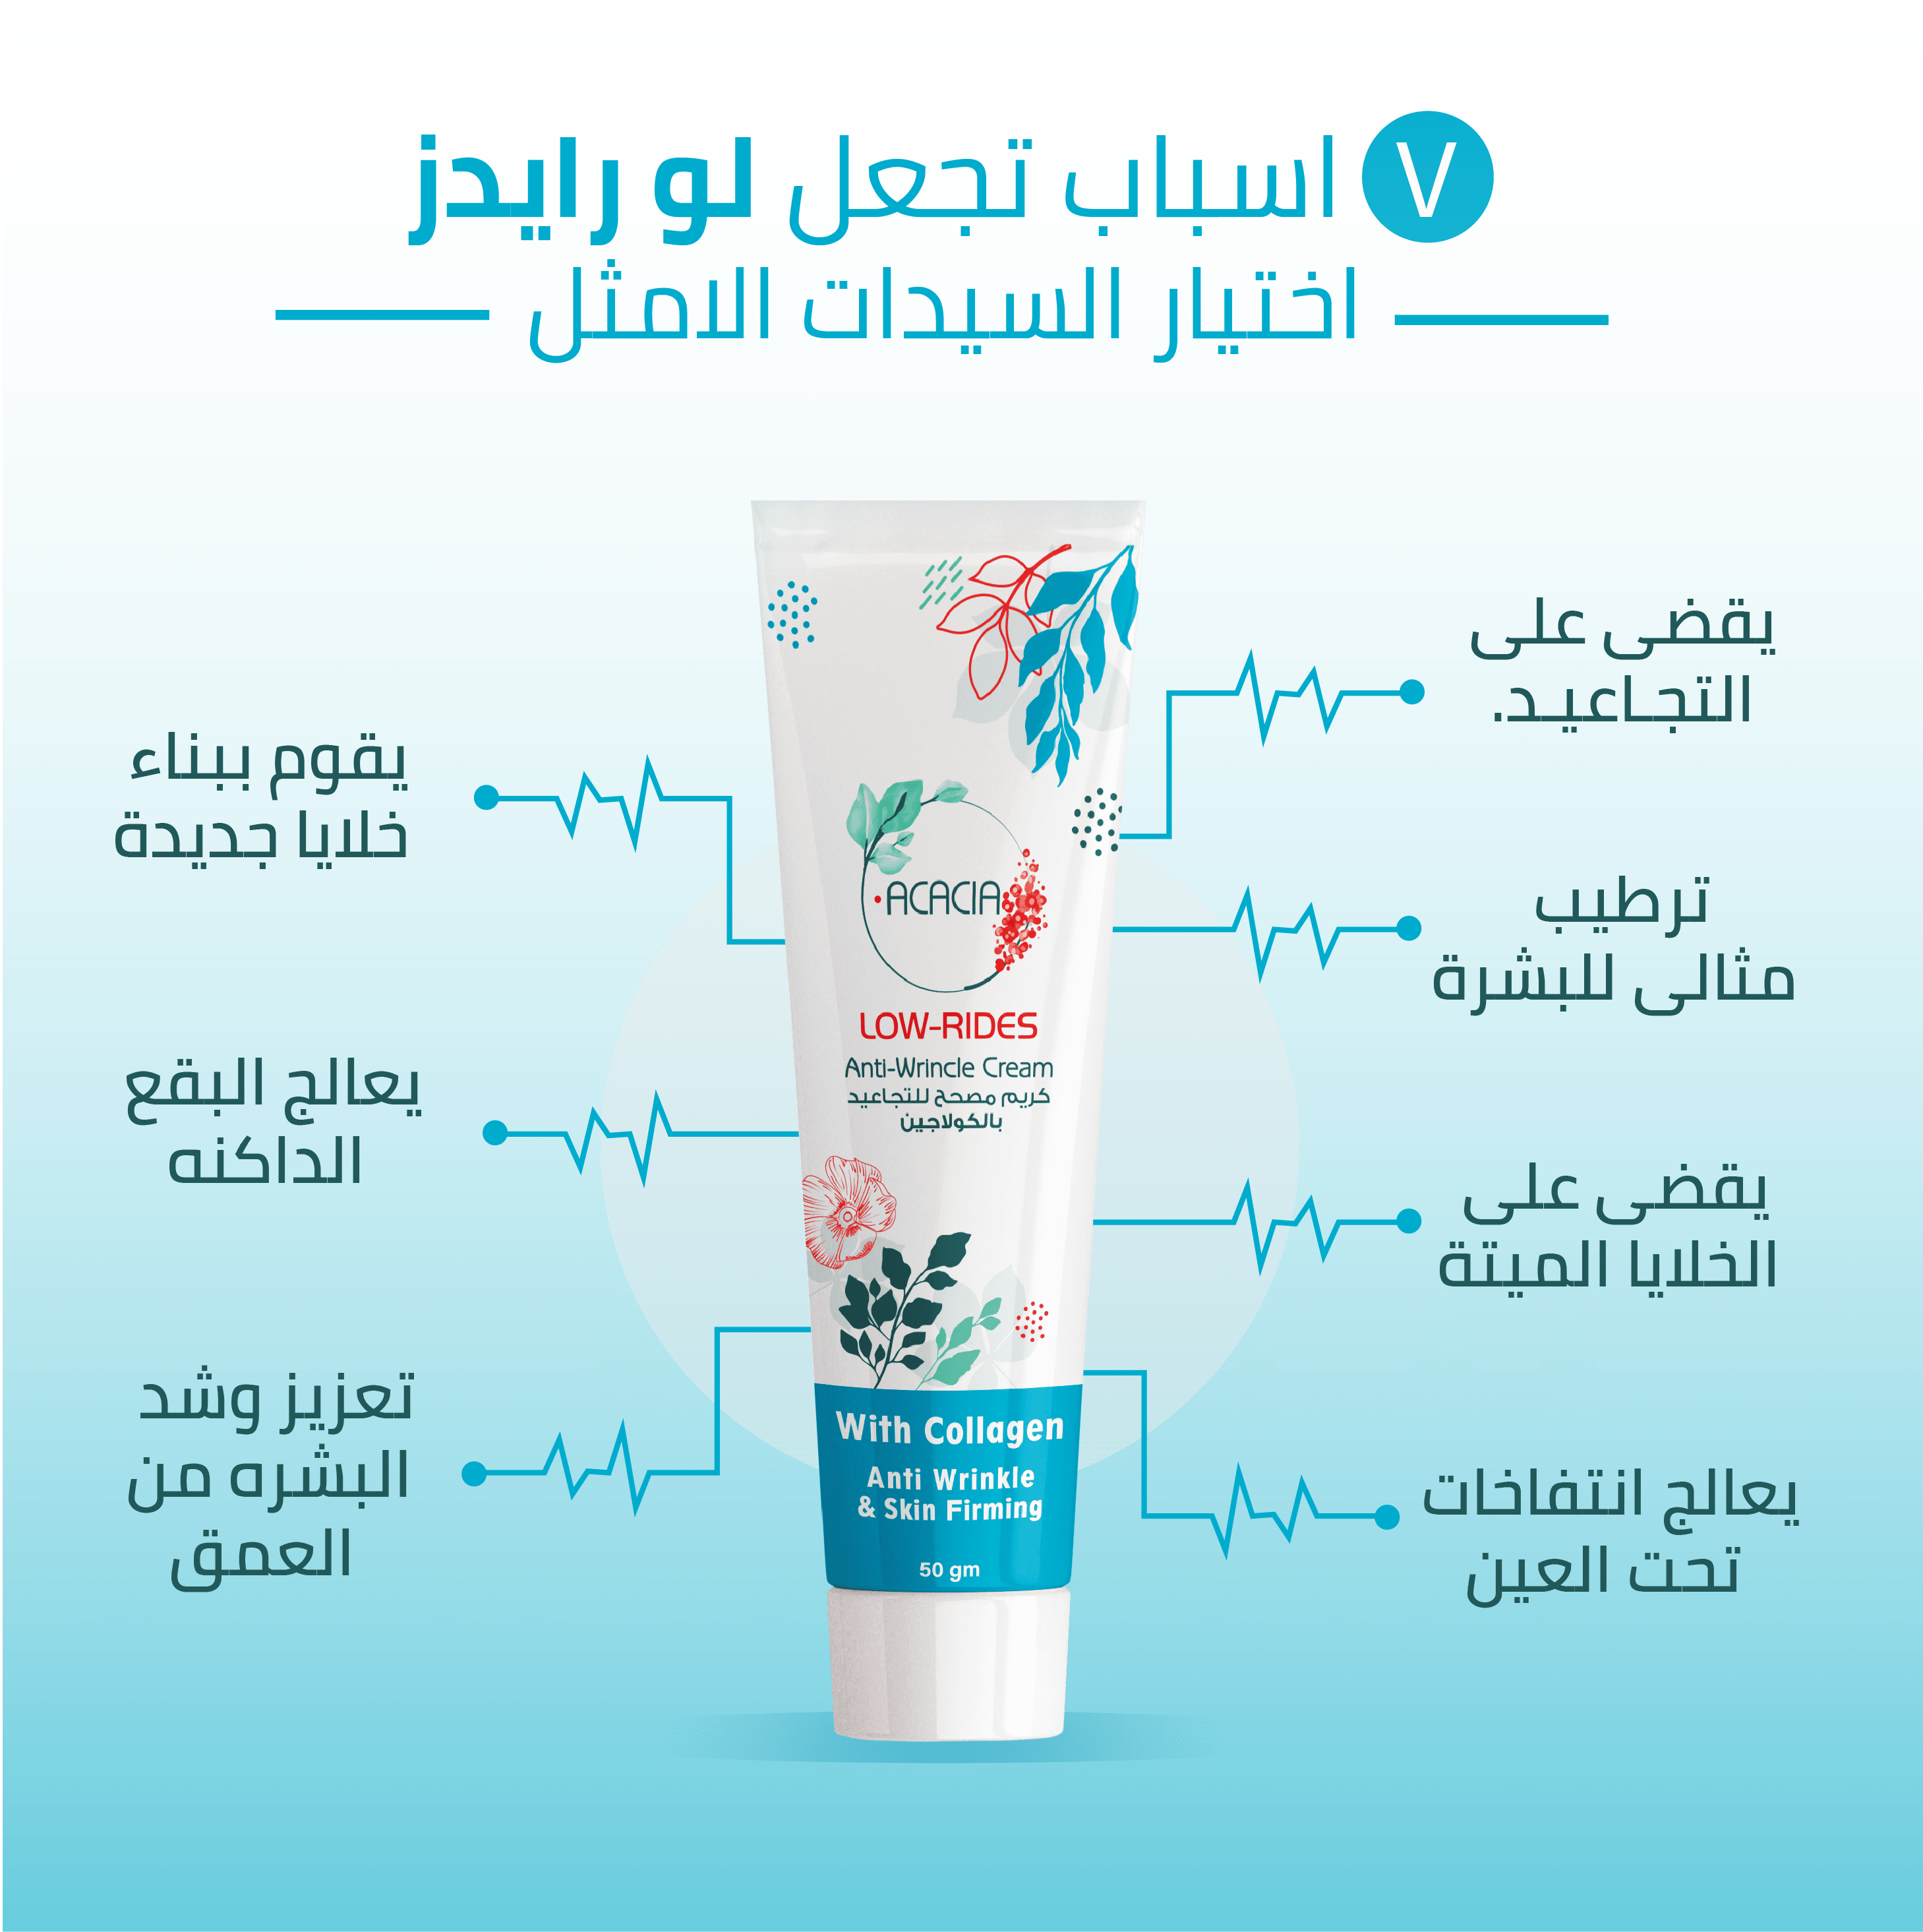 ٧ اسباب تجعل لو رايدز
اختيار السيدات الامثل
يقضى على
التجاعيد.
ترطيب
مثالى للبشرة
يقضى على
الخلايا الميتة
يعالج انتفاخات
تحت العين
يقوم ببناء
خلايا جديدة
يعالج البقع
الداكنه
تعزيز وشد
البشره من
العمق
ACACIA
LOW-RIDES
Anti-Wrincle Cream
كريم مصحح للتجاعيد
بالكولاجين
With Collagen
Anti Wrinkle
& Skin Firming
50 gm